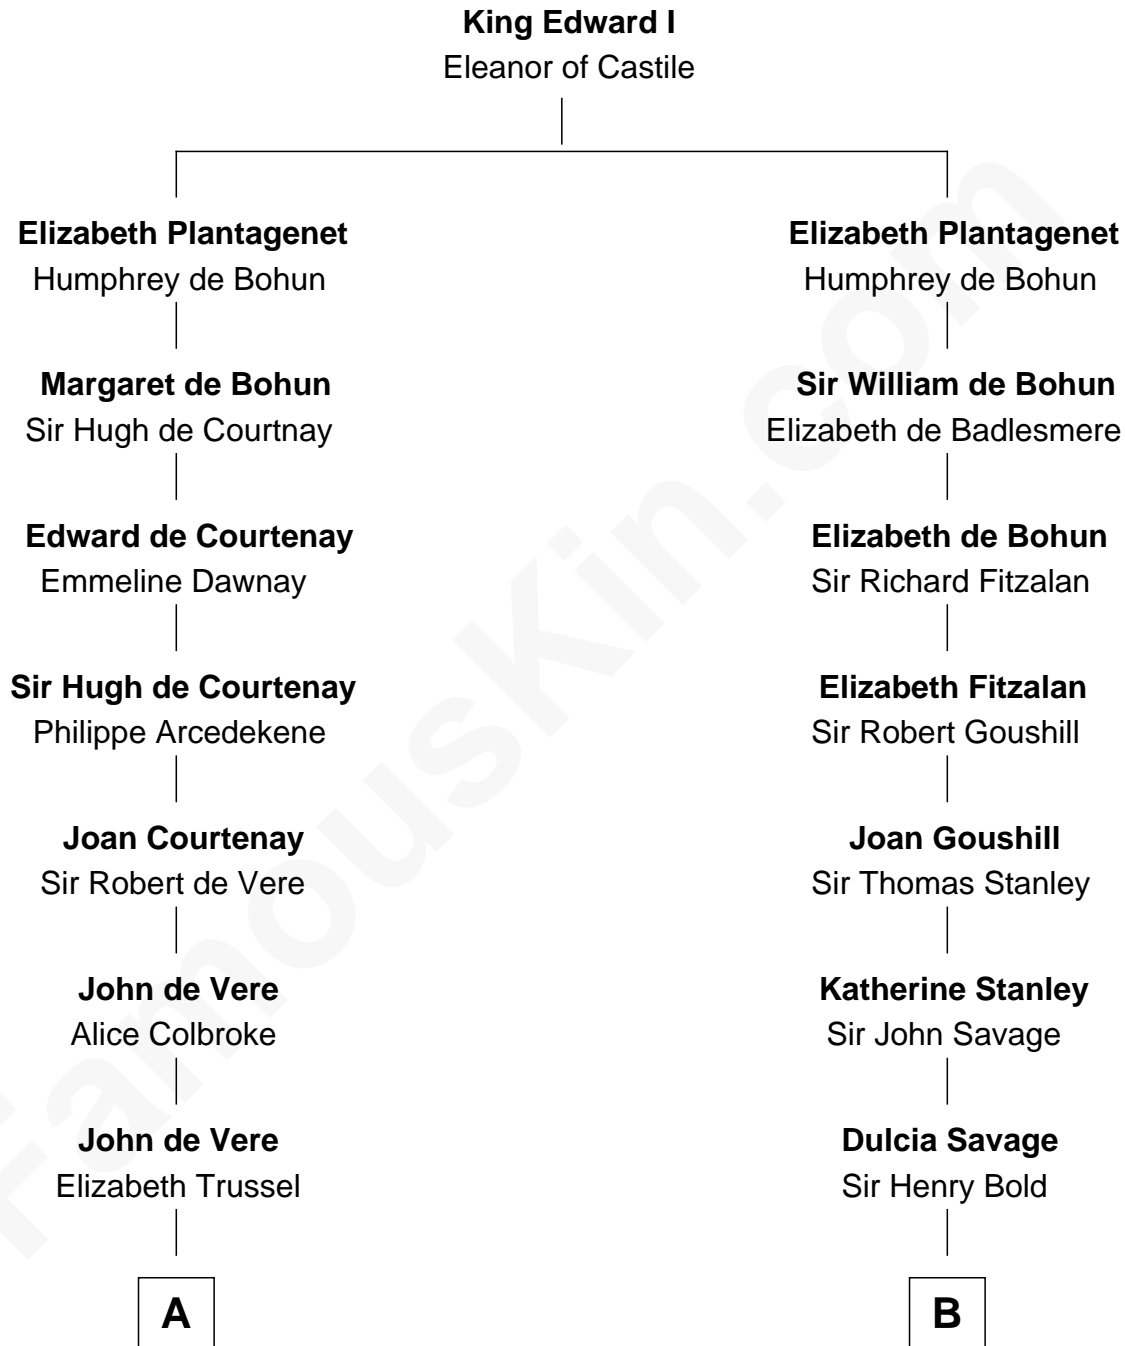 King Edward I
Eleanor of Castile
Elizabeth Plantagenet
Humphrey de Bohun
Margaret de Bohun
Sir Hugh de Courtnay
Edward de Courtenay
Emmeline Dawnay
Sir Hugh de Courtenay
Philippe Arcedekene
Joan Courtenay
Sir Robert de Vere
John de Vere
Alice Colbroke
John de Vere
Elizabeth Trussel
A
Elizabeth Plantagenet
Humphrey de Bohun
Sir William de Bohun
Elizabeth de Badlesmere
Elizabeth de Bohun
Sir Richard Fitzalan
Elizabeth Fitzalan
Sir Robert Goushill
Joan Goushill
Sir Thomas Stanley
Katherine Stanley
Sir John Savage
Dulcia Savage
Sir Henry Bold
B
FamousKin.com